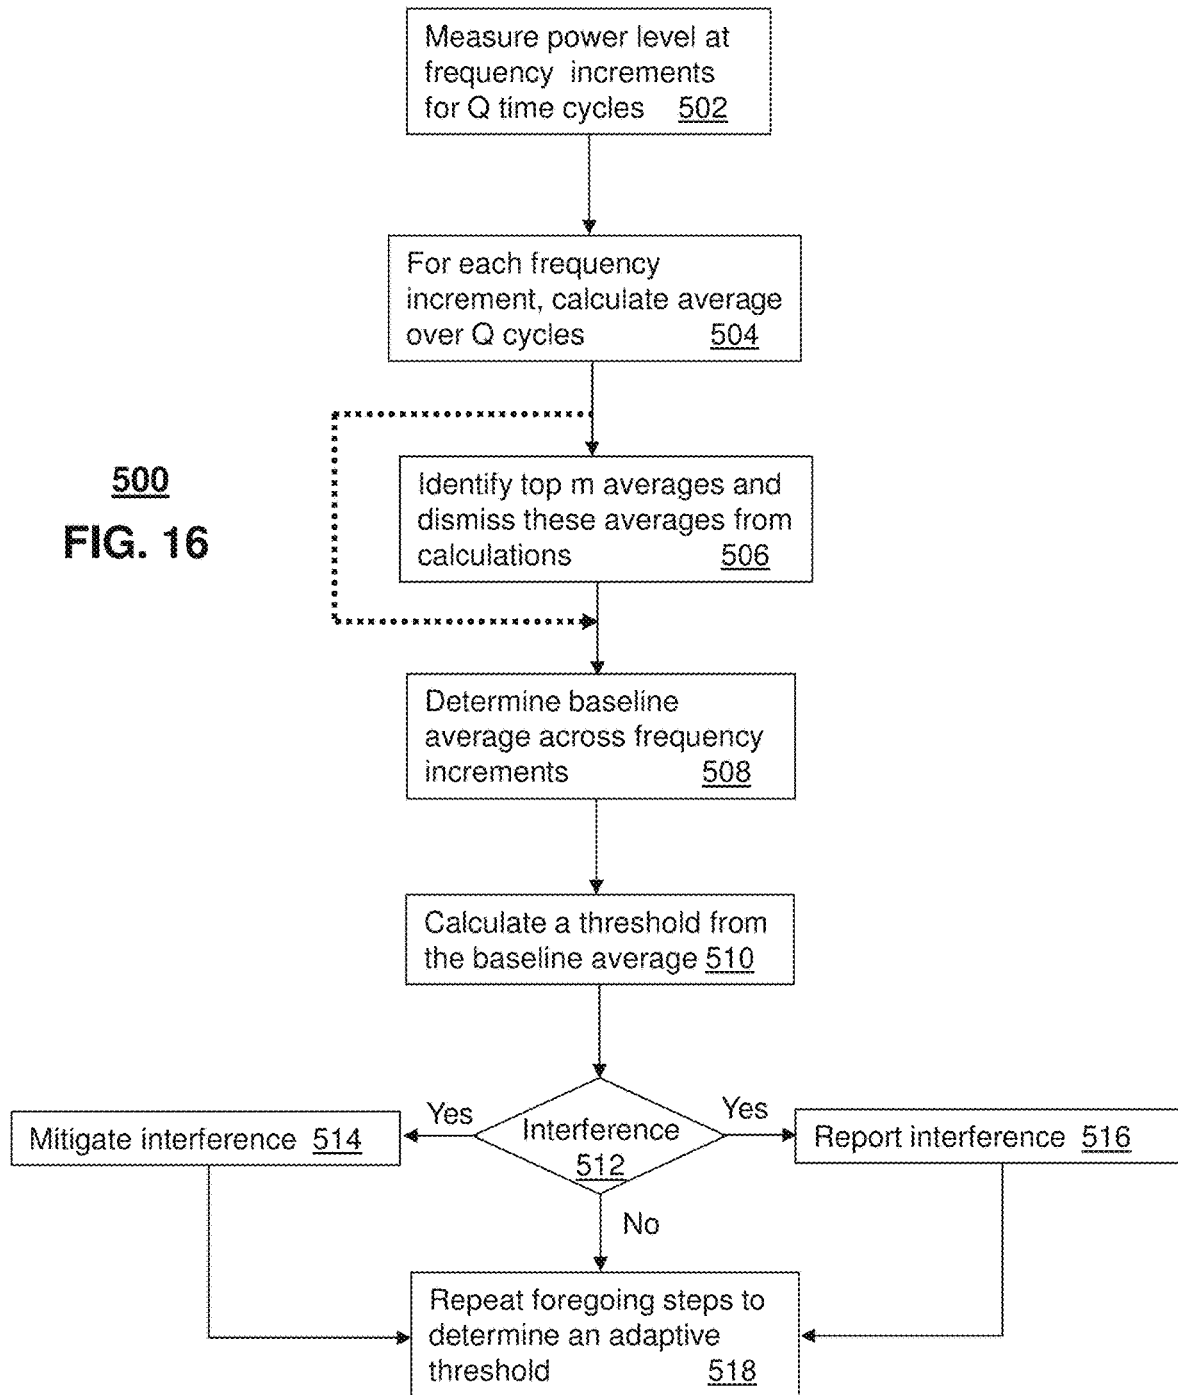 Measure power level at
frequency increments
for Q time cycles 502
For each frequency
increment, calculate average
over Q cycles 504
500
FIG. 16
Identify top m averages and
dismiss these averages from
calculations 506
Determine baseline
average across frequency
increments 508
Calculate a threshold from
the baseline average 510
Yes
Yes
Mitigate interference 514
Interference
512
Report interference 516
No
Repeat foregoing steps to
determine an adaptive
threshold 518